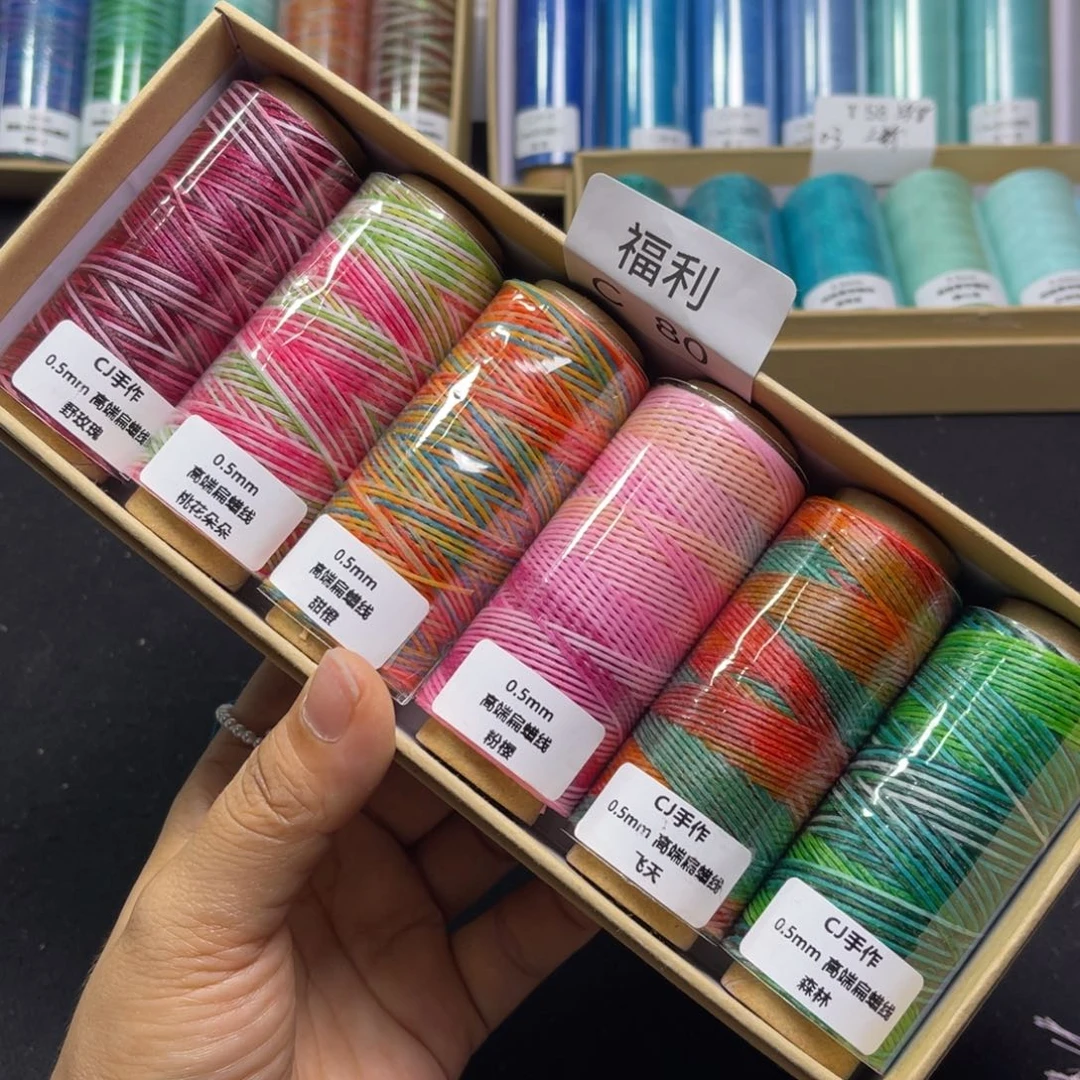 福利
C 80
CJ手作
0.5mm 高端扁蜡线
野玫瑰
0.5mm
高端扁蜡线
桃花朵朵
0.5mm
高端扁蜡线
甜橙
0.5mm
高端扁蜡线
粉樱
CJ手作
0.5mm 高端扁蜡线
飞天
CJ手作
0.5mm 高端扁蜡线
森林